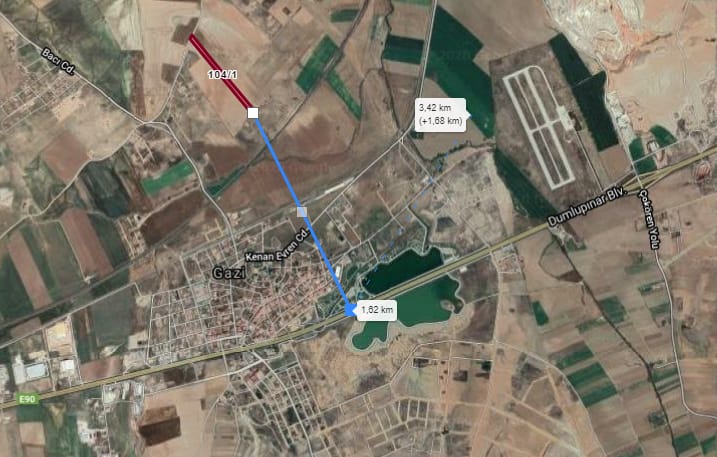 Bacı Cd.
104/1
3,42 km
(+1,68 km)
Dumlupınar Blv.
Çokören Yolu
Kenan Evren Cd.
Gazi
1,62 km
E90